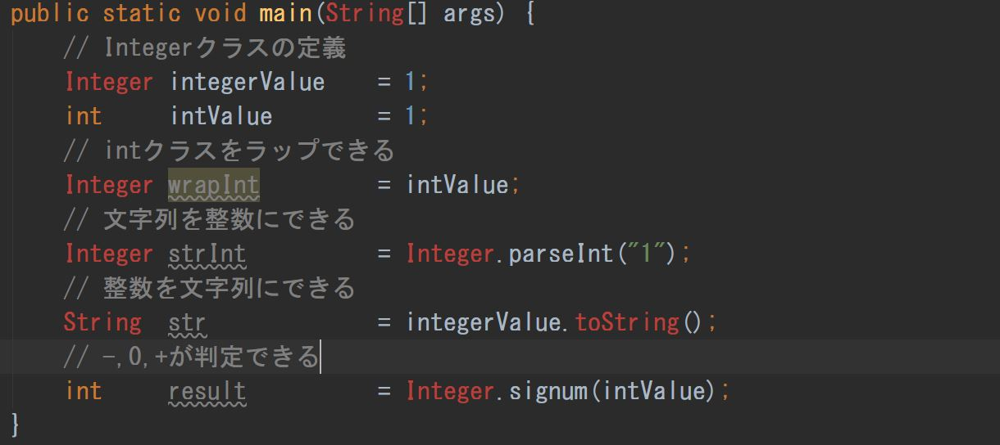 public static void main(String[] args) {
    // Integerクラスの定義
    Integer integerValue    = 1;
    int     intValue        = 1;
    // intクラスをラップできる
    Integer wrapInt         = intValue;
    // 文字列を整数にできる
    Integer strInt          = Integer.parseInt("1");
    // 整数を文字列にできる
    String  str             = integerValue.toString();
    // -,0,+が判定できる
    int     result          = Integer.signum(intValue);
}